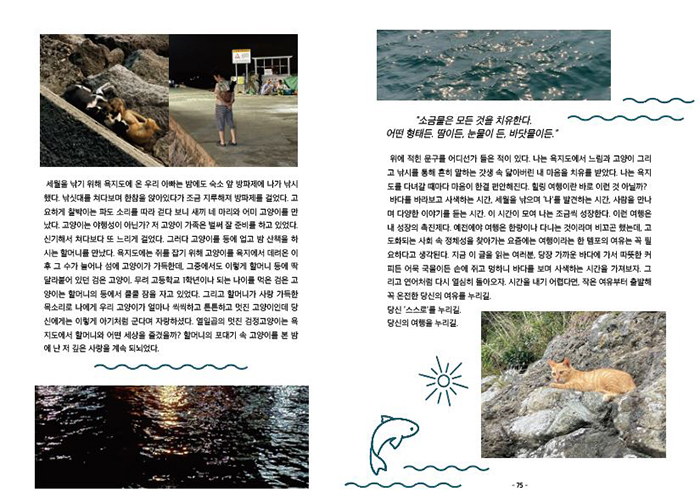 세월을 낚기 위해 욕지도에 온 우리 아빠는 밤에도 숙소 앞 방파제에 나가 낚시
했다. 낚싯대를 쳐다보며 한참을 앉아있다가 조금 지루해져 방파제를 걸었다. 고
요하게 찰박이는 파도 소리를 따라 걷다 보니 새끼 네 마리와 어미 고양이를 만
났다. 고양이는 야행성이 아닌가? 저 고양이 가족은 벌써 잘 준비를 하고 있었다.
신기해서 쳐다보다 또 느리게 걸었다. 그러다 고양이를 등에 업고 밤 산책을 하
시는 할머니를 만났다. 욕지도에는 쥐를 잡기 위해 고양이를 육지에서 데려온 이
후 그 수가 늘어나 섬에 고양이가 가득한데, 그중에서도 이렇게 할머니 등에 딱
달라붙어 있던 검은 고양이, 무려 고등학교 1학년이나 되는 나이를 먹은 검은 고
양이는 할머니의 등에서 쿨쿨 잠을 자고 있었다. 그리고 할머니가 사랑 가득한
목소리로 나에게 우리 고양이가 얼마나 씩씩하고 튼튼하고 멋진 고양이인데 당
신에게는 이렇게 아기처럼 군다며 자랑하셨다. 열일곱의 멋진 검정고양이는 욕
지도에서 할머니와 어떤 세상을 즐겼을까? 할머니의 포대기 속 고양이를 본 밤
에 난 저 깊은 사랑을 계속 되뇌었다.
"소금물은 모든 것을 치유한다.
어떤 형태든. 땀이든, 눈물이 든, 바닷물이든."
위에 적힌 문구를 어디선가 들은 적이 있다. 나는 욕지도에서 느림과 고양이 그리
고 낚시를 통해 흔히 말하는 갓생 속 닳아버린 내 마음을 치유를 받았다. 나는 욕지
도를 다녀갈 때마다 마음이 한결 편안해진다. 힐링 여행이란 바로 이런 것 아닐까?
바다를 바라보고 사색하는 시간, 세월을 낚으며 '나'를 발견하는 시간, 사람을 만나
며 다양한 이야기를 듣는 시간. 이 시간이 모여 나는 조금씩 성장한다. 이런 여행은
내 성장의 촉진제다. 예전에야 여행은 한량이나 다니는 것이라며 비꼬곤 했는데, 고
도화되는 사회 속 정체성을 찾아가는 요즘에는 여행이라는 한 템포의 여유는 꼭 필
요하다고 생각된다. 지금 이 글을 읽는 여러분, 당장 가까운 바다에 가서 따뜻한 커
피든 어묵 국물이든 손에 쥐고 멍하니 바다를 보며 사색하는 시간을 가져보자. 그
리고 언어처럼 다시 열심히 돌아오자. 시간을 내기 어렵다면, 작은 여유부터 출발해
꼭 온전한 당신의 여유를 누리길.
당신 '스스로'를 누리길.
당신의 여행을 누리길.
- 75 -